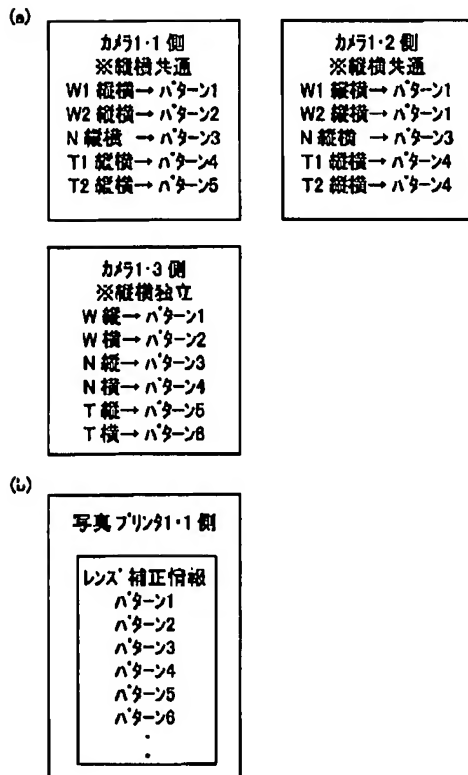 (a)
カメラ1・1 側
※縦横共通
W1 縦横→ パターン1
W2 縦横→ パターン2
N 縦横 → パターン3
T1 縦横→ パターン4
T2 縦横→ パターン5
カメラ1・2 側
※縦横共通
W1 縦横→ パターン1
W2 縦横→ パターン1
N 縦横 → パターン3
T1 縦横→ パターン4
T2 縦横→ パターン4
カメラ1・3 側
※縦横独立
W 縦→ パターン1
W 横→ パターン2
N 縦→ パターン3
N 横→ パターン4
T 縦→ パターン5
T 横→ パターン6
(b)
写真プリンタ1・1 側
レンズ補正情報
パターン1
パターン2
パターン3
パターン4
パターン5
パターン6
・
・